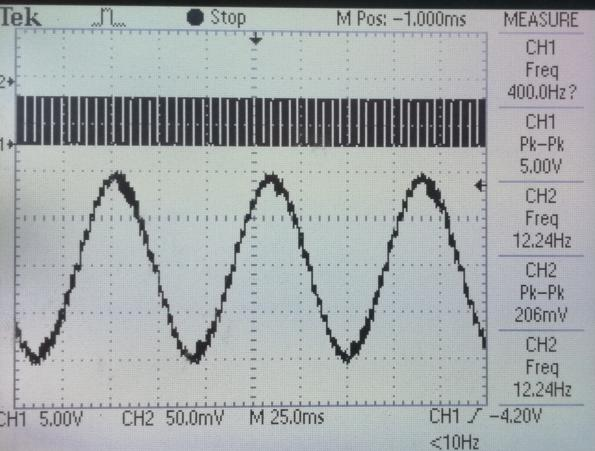 Tek Stop M Pos: -1.000ms MEASURE
CH1
Freq
400.0Hz?
CH1
Pk-Pk
5.00V
CH2
Freq
12.24Hz
CH2
Pk-Pk
206mV
CH2
Freq
12.24Hz
2
1
CH1 5.00V CH2 50.0mV M 25.0ms CH1 -4.20V
<10Hz